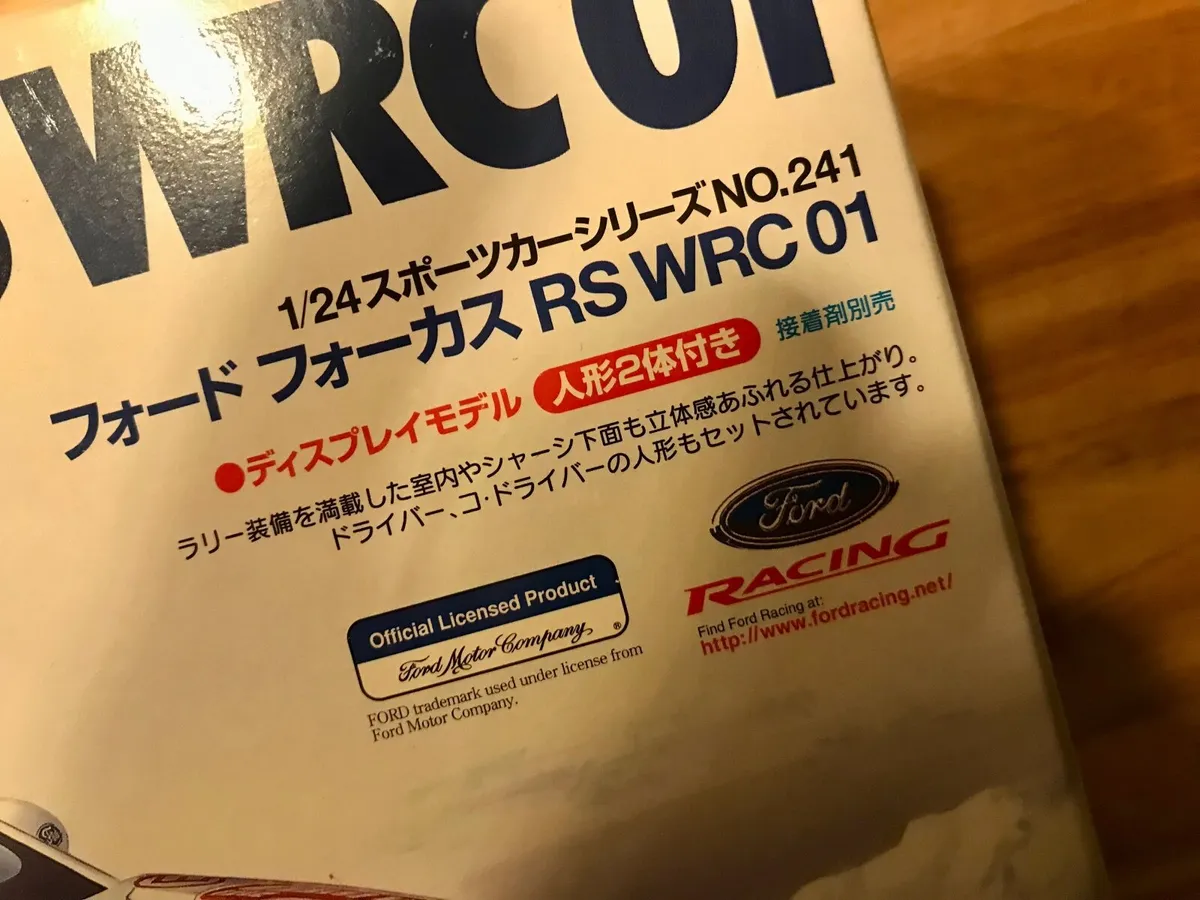 WRC 01
1/24スポーツカーシリーズNO.241
フォード フォーカス RS WRC 01
●ディスプレイモデル 人形2体付き 接着剤別売
ラリー装備を満載した室内やシャーシ下面も立体感あふれる仕上がり。
ドライバー、コ・ドライバーの人形もセットされています。
Ford
RACING
Find Ford Racing at:
http://www.fordracing.net/
Official Licensed Product
Ford Motor Company ®
FORD trademark used under license from
Ford Motor Company.